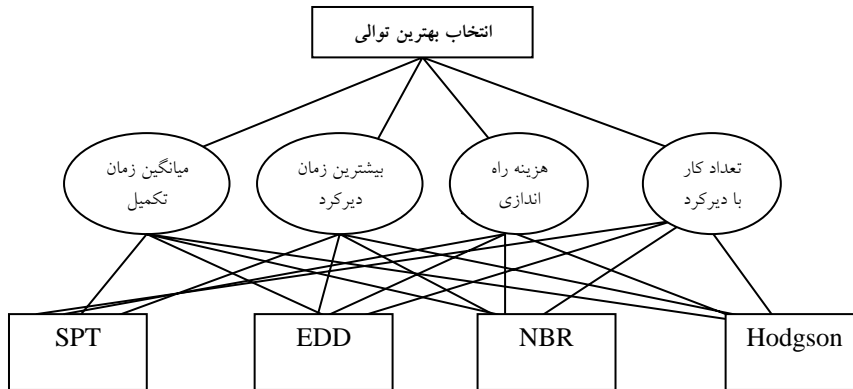 انتخاب بهترین توالی
تعداد کار
با دیرکرد
هزینه راه
اندازی
بیشترین زمان
دیرکرد
میانگین زمان
تکمیل
SPT
EDD
NBR
Hodgson